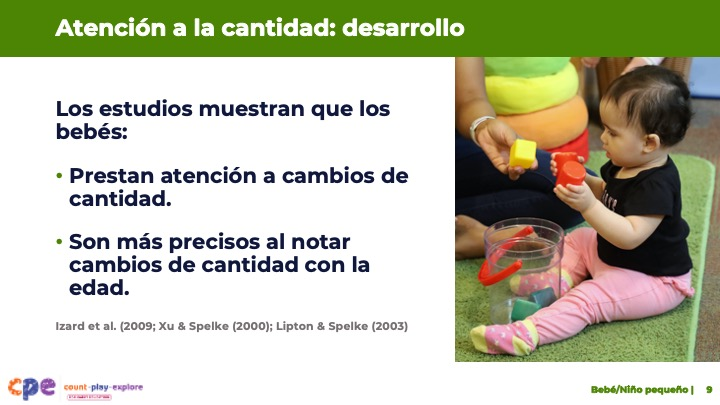 Atención a la cantidad: desarrollo
Los estudios muestran que los
bebés:
• Prestan atención a cambios de
cantidad.
• Son más precisos al notar
cambios de cantidad con la
edad.
Izard et al. (2009; Xu & Spelke (2000); Lipton & Spelke (2003)
cpe count·play·explore
Bebé/Niño pequeño | 9